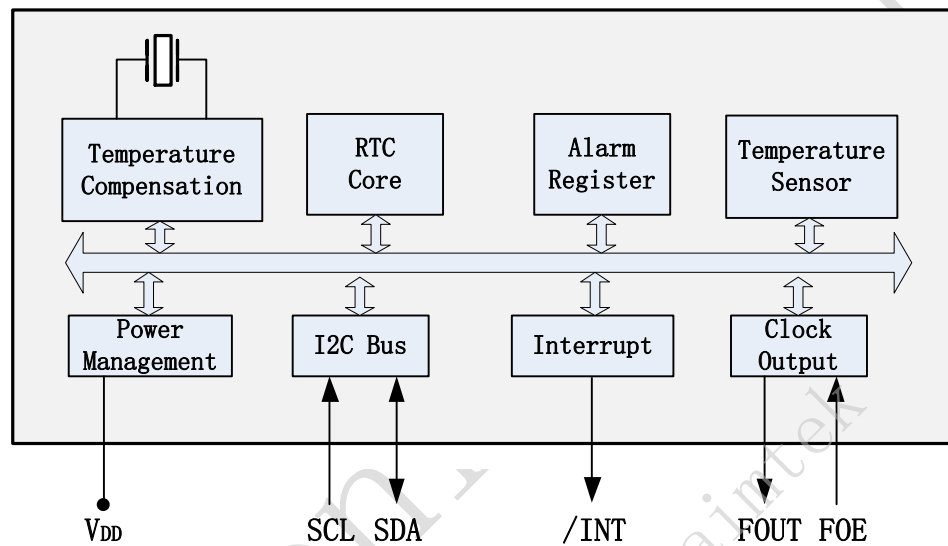 Temperature
Compensation
RTC
Core
Alarm
Register
Temperature
Sensor
Power
Management
I2C Bus
Interrupt
Clock
Output
VDD
SCL SDA
/INT
FOUT FOE